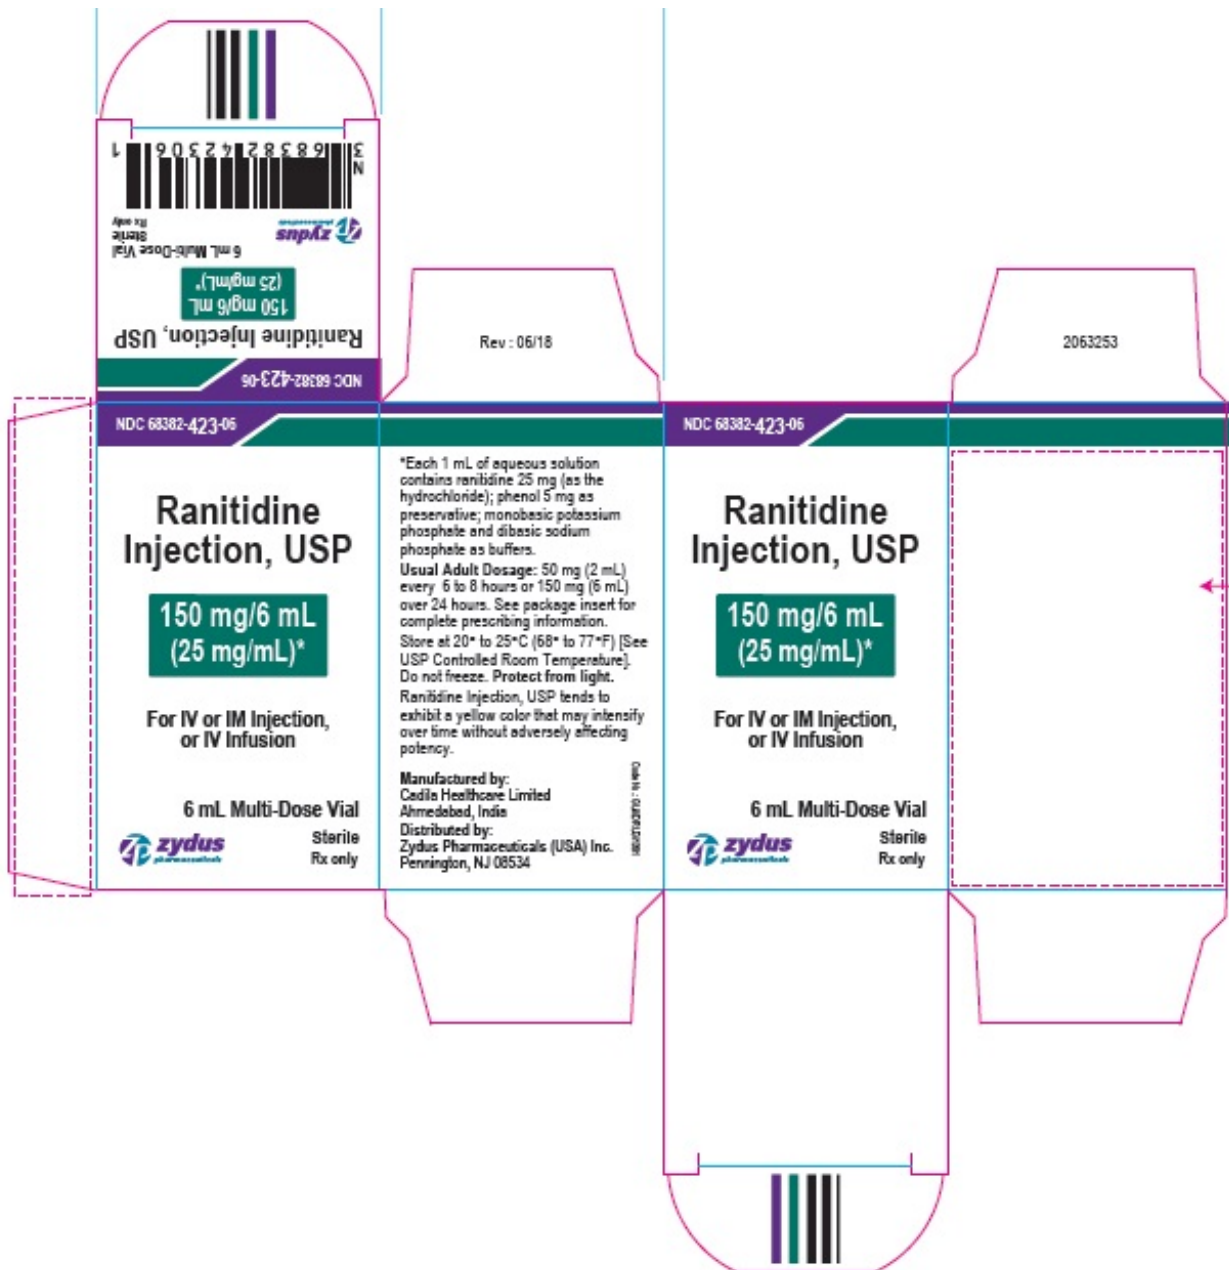 N
3 68382 42306 1
zydus
pharmaceuticals
6 mL Multi-Dose Vial
Sterile
Rx only
150 mg/6 mL
(25 mg/mL)*
Ranitidine Injection, USP
NDC 68382-423-06
Rev : 06/18
2063253
NDC 68382-423-06
Ranitidine
Injection, USP
150 mg/6 mL
(25 mg/mL)*
For IV or IM Injection,
or IV Infusion
6 mL Multi-Dose Vial
zydus
pharmaceuticals
Sterile
Rx only
*Each 1 mL of aqueous solution
contains ranitidine 25 mg (as the
hydrochloride); phenol 5 mg as
preservative; monobasic potassium
phosphate and dibasic sodium
phosphate as buffers.
Usual Adult Dosage: 50 mg (2 mL)
every 6 to 8 hours or 150 mg (6 mL)
over 24 hours. See package insert for
complete prescribing information.
Store at 20° to 25°C (68° to 77°F) [See
USP Controlled Room Temperature].
Do not freeze. Protect from light.
Ranitidine Injection, USP tends to
exhibit a yellow color that may intensify
over time without adversely affecting
potency.
Manufactured by:
Cadila Healthcare Limited
Ahmedabad, India
Distributed by:
Zydus Pharmaceuticals (USA) Inc.
Pennington, NJ 08534
Code No.:
NDC 68382-423-06
Ranitidine
Injection, USP
150 mg/6 mL
(25 mg/mL)*
For IV or IM Injection,
or IV Infusion
6 mL Multi-Dose Vial
zydus
pharmaceuticals
Sterile
Rx only